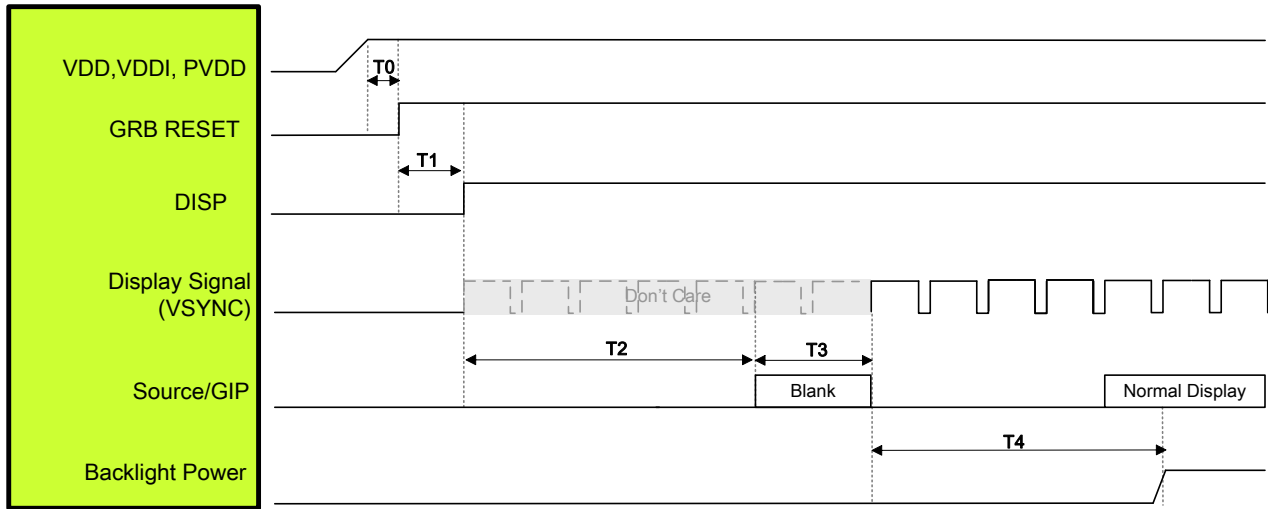 VDD,VDDI, PVDD
T0
GRB RESET
T1
DISP
Display Signal
(VSYNC)
Don't Care
T2
T3
Source/GIP
Blank
Normal Display
T4
Backlight Power